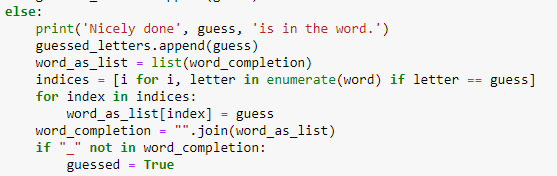 else:
    print('Nicely done', guess, 'is in the word.')
    guessed_letters.append(guess)
    word_as_list = list(word_completion)
    indices = [i for i, letter in enumerate(word) if letter == guess]
    for index in indices:
        word_as_list[index] = guess
    word_completion = "".join(word_as_list)
    if "_" not in word_completion:
        guessed = True